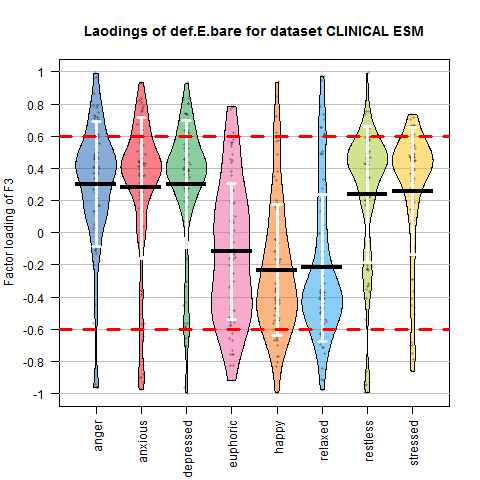 Laodings of def.E.bare for dataset CLINICAL ESM
Factor loading of F3
1
0.8
0.6
0.4
0.2
0
-0.2
-0.4
-0.6
-0.8
-1
anger
anxious
depressed
euphoric
happy
relaxed
restless
stressed